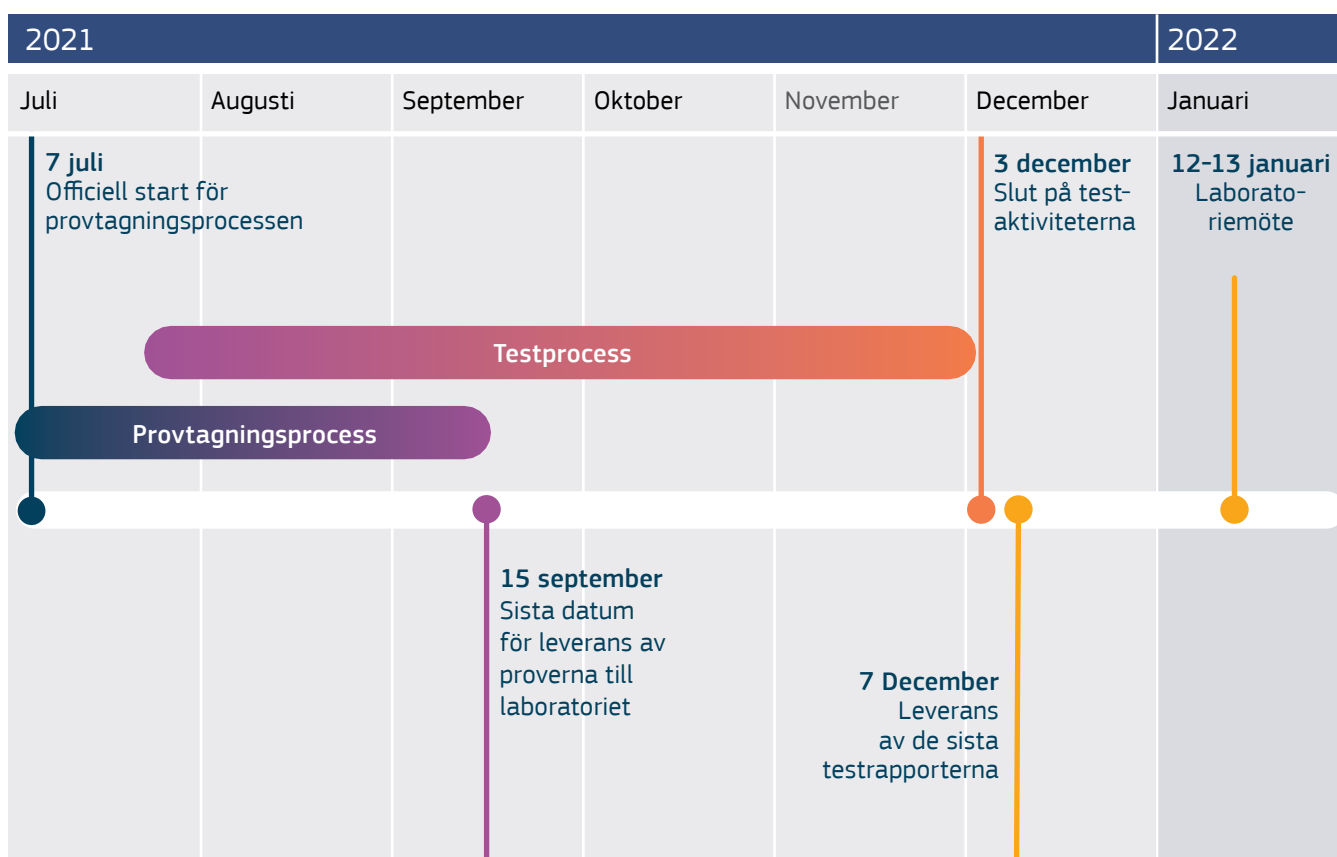 2021
2022
Juli
Augusti
September
Oktober
November
December
Januari
7 juli
Officiell start för
provtagningsprocessen
3 december
Slut på test-
aktiviteterna
12-13 januari
Laborato-
riemöte
Testprocess
Provtagningsprocess
15 september
Sista datum
för leverans av
proverna till
laboratoriet
7 December
Leverans
av de sista
testrapporterna